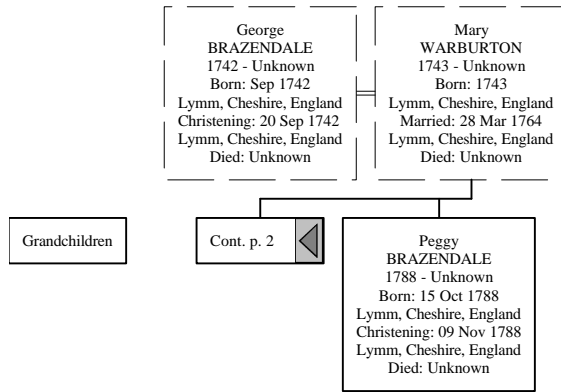 George
BRAZENDALE
1742 - Unknown
Born: Sep 1742
Lymm, Cheshire, England
Christening: 20 Sep 1742
Lymm, Cheshire, England
Died: Unknown
Mary
WARBURTON
1743 - Unknown
Born: 1743
Lymm, Cheshire, England
Married: 28 Mar 1764
Lymm, Cheshire, England
Died: Unknown
Grandchildren
Cont. p. 2
Peggy
BRAZENDALE
1788 - Unknown
Born: 15 Oct 1788
Lymm, Cheshire, England
Christening: 09 Nov 1788
Lymm, Cheshire, England
Died: Unknown